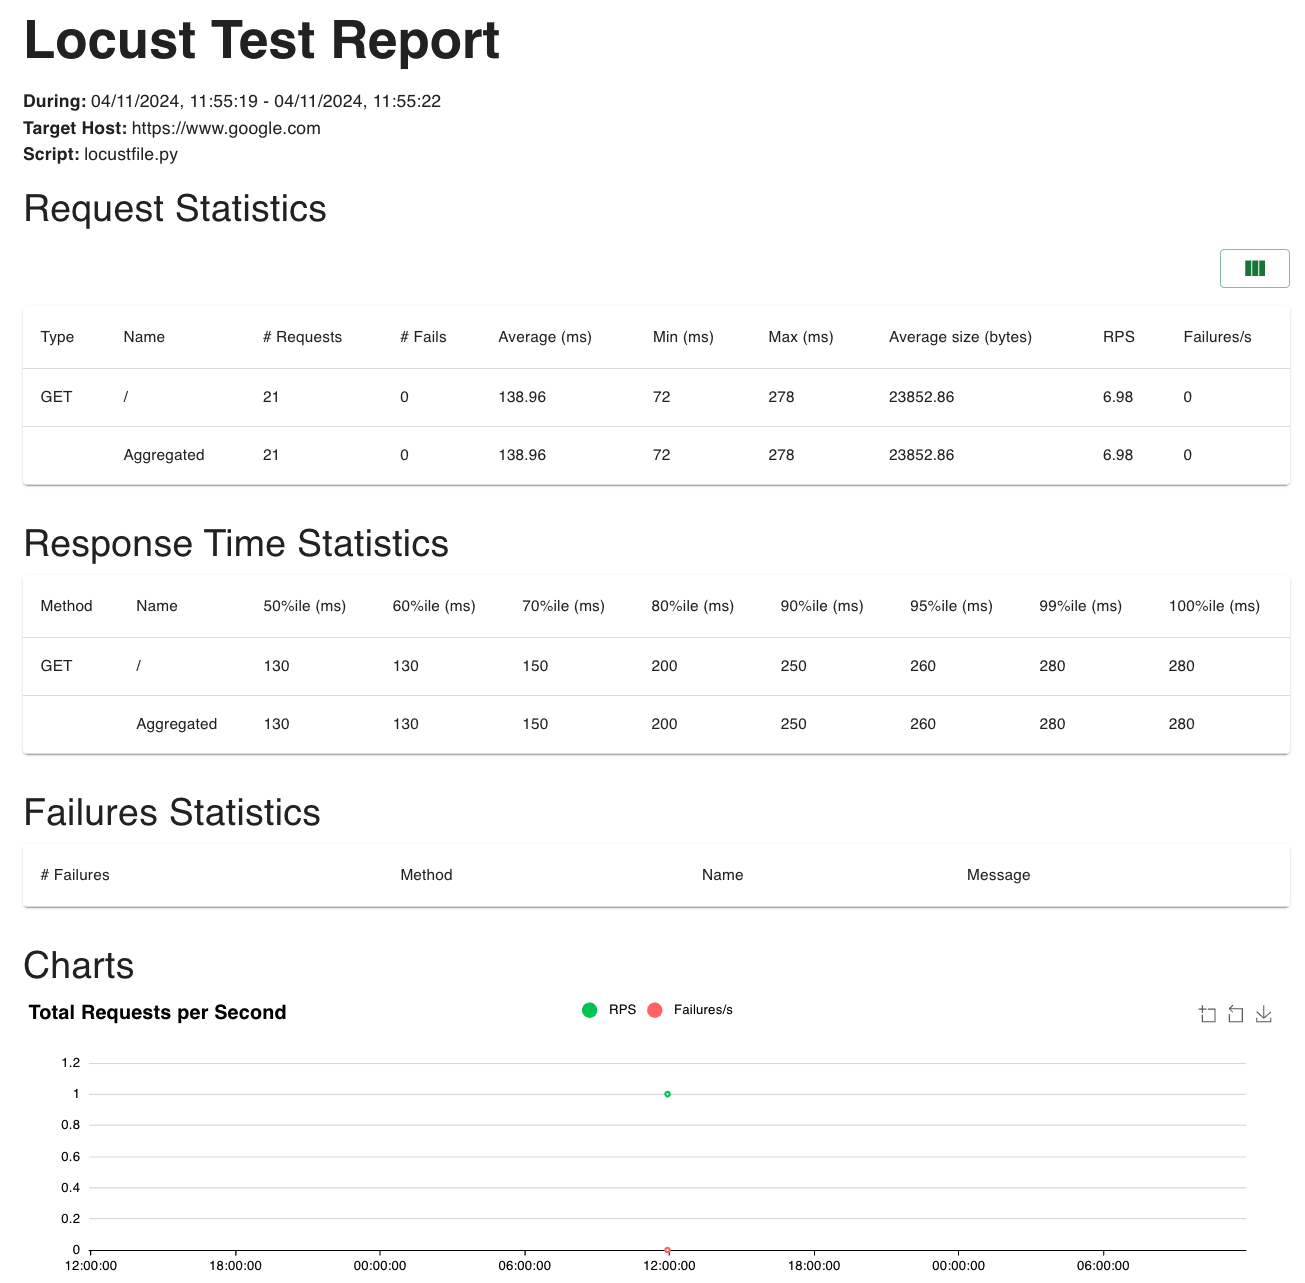 Locust Test Report
During: 04/11/2024, 11:55:19 - 04/11/2024, 11:55:22
Target Host: https://www.google.com
Script: locustfile.py
Request Statistics
Type Name # Requests # Fails Average (ms) Min (ms) Max (ms) Average size (bytes) RPS Failures/s
GET / 21 0 138.96 72 278 23852.86 6.98 0
Aggregated 21 0 138.96 72 278 23852.86 6.98 0
Response Time Statistics
Method Name 50%ile (ms) 60%ile (ms) 70%ile (ms) 80%ile (ms) 90%ile (ms) 95%ile (ms) 99%ile (ms) 100%ile (ms)
GET / 130 130 150 200 250 260 280 280
Aggregated 130 130 150 200 250 260 280 280
Failures Statistics
# Failures Method Name Message
Charts
Total Requests per Second RPS Failures/s
1.2
1
0.8
0.6
0.4
0.2
0
12:00:00 18:00:00 00:00:00 06:00:00 12:00:00 18:00:00 00:00:00 06:00:00